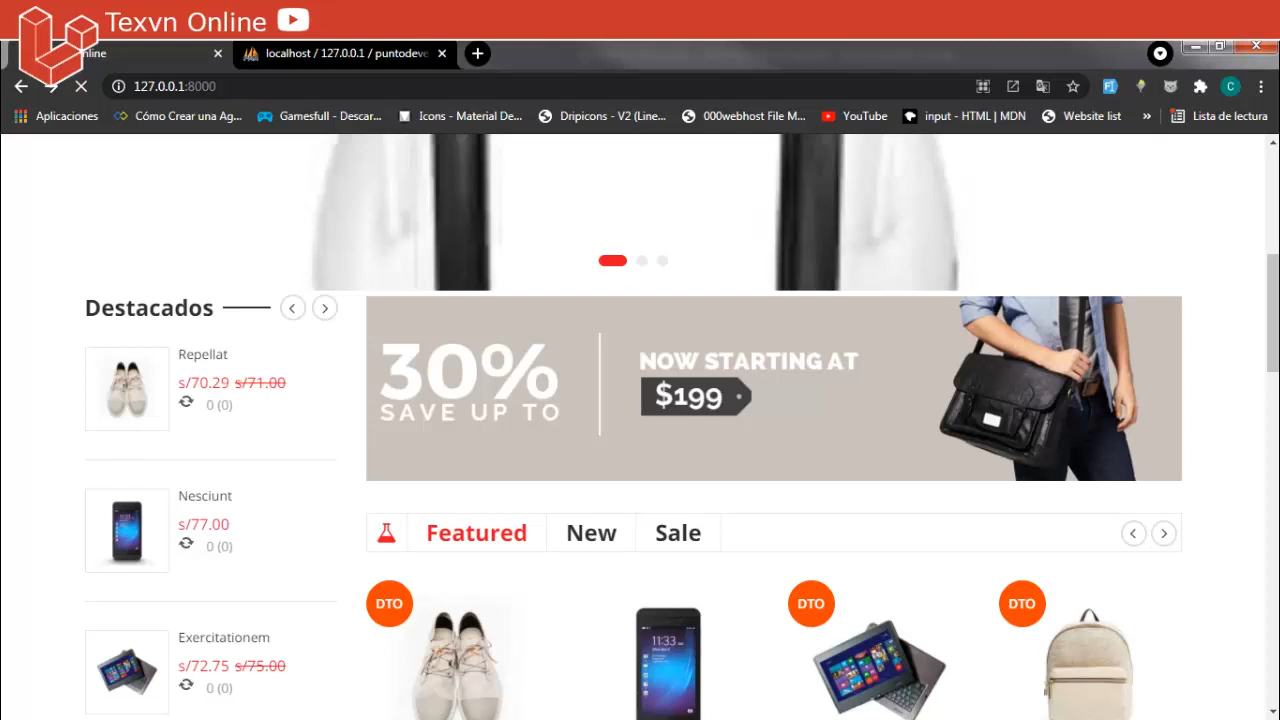 Texvn Online
nline
localhost / 127.0.0.1 / puntodeve
127.0.0.1:8000
Aplicaciones
Cómo Crear una Ag...
Gamesfull - Descar...
Icons - Material De...
Dripicons - V2 (Line...
000webhost File M...
YouTube
input - HTML | MDN
Website list
»
Lista de lectura
Destacados
Repellat
s/70.29 s/71.00
0 (0)
Nesciunt
s/77.00
0 (0)
Exercitationem
s/72.75 s/75.00
0 (0)
30%
SAVE UP TO
NOW STARTING AT
$199
Featured
New
Sale
DTO
11:33
DTO
DTO